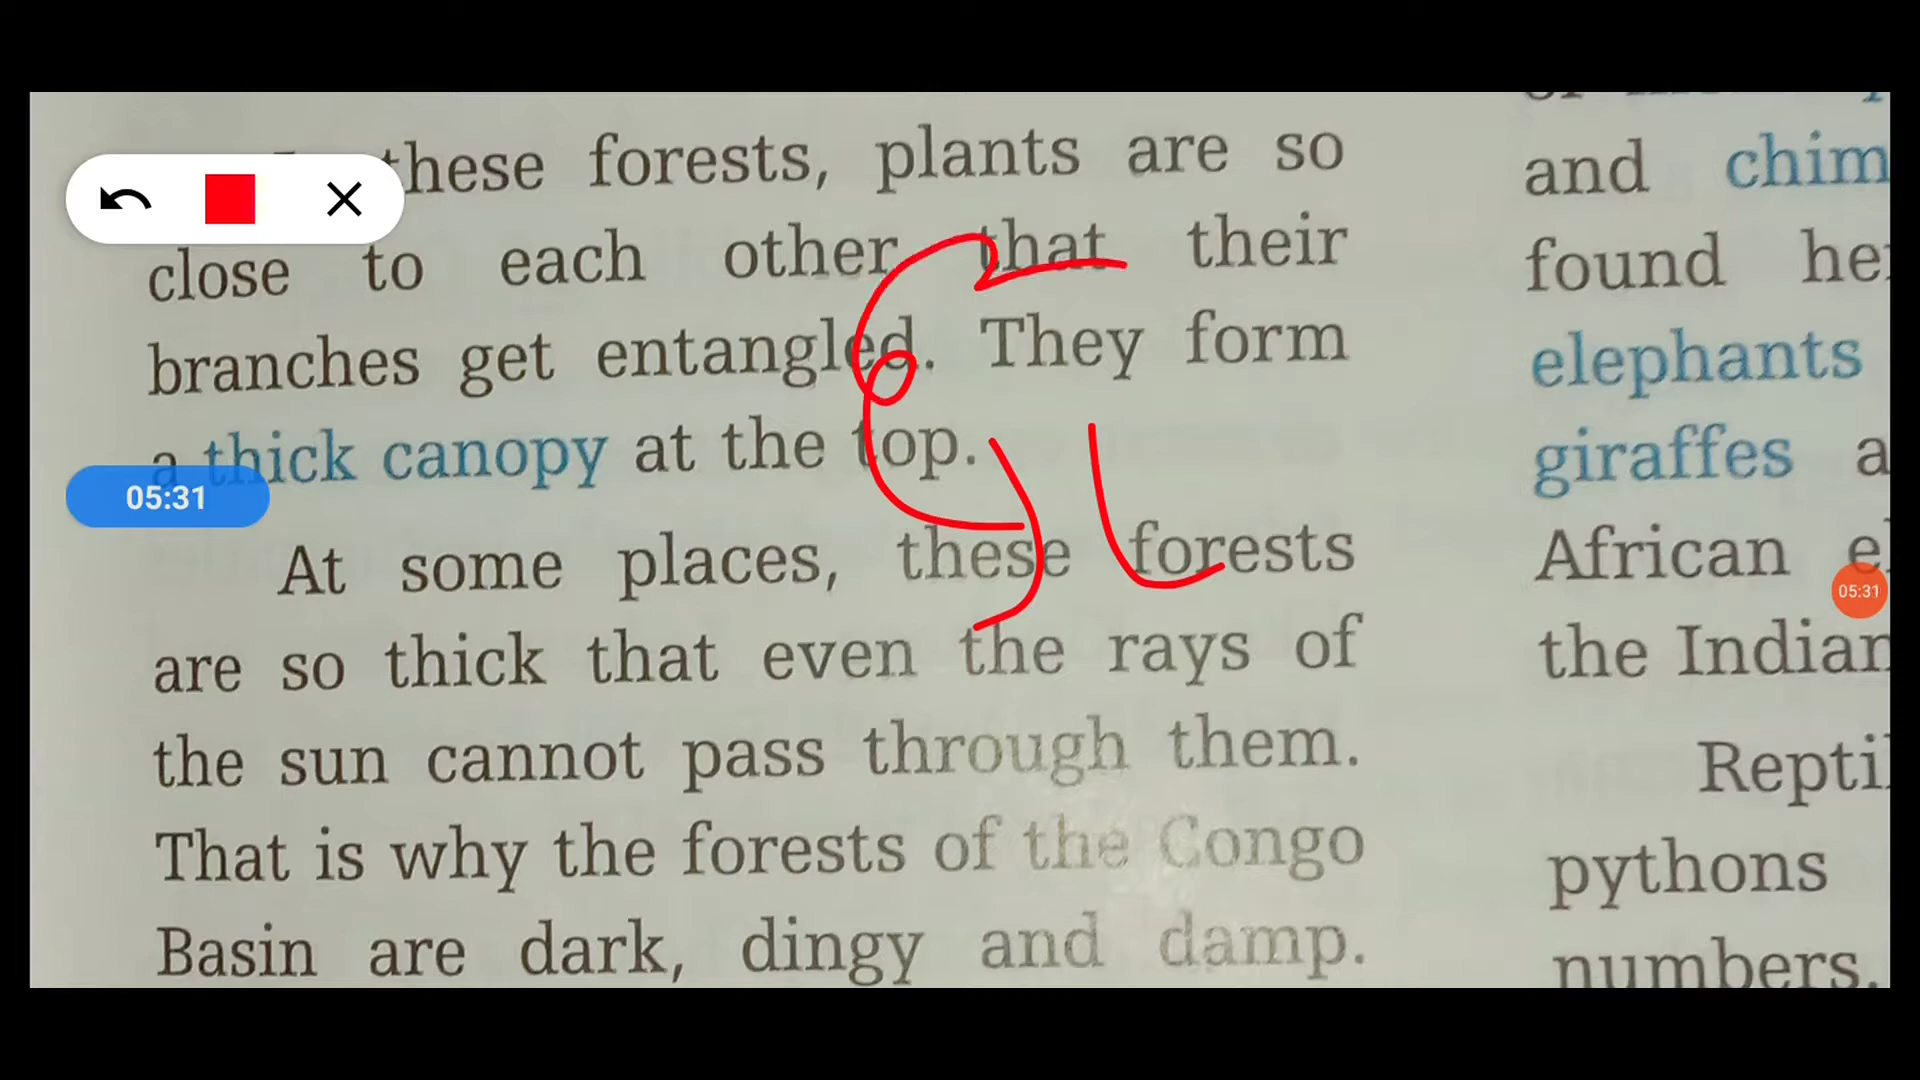 these forests, plants are so
close to each other that their
branches get entangled. They form
a thick canopy at the top.
At some places, these forests
are so thick that even the rays of
the sun cannot pass through them.
That is why the forests of the Congo
Basin are dark, dingy and damp.
and chim
found he
elephants
giraffes a
African el
the Indian
Repti
pythons
numbers.
05:31
05:31